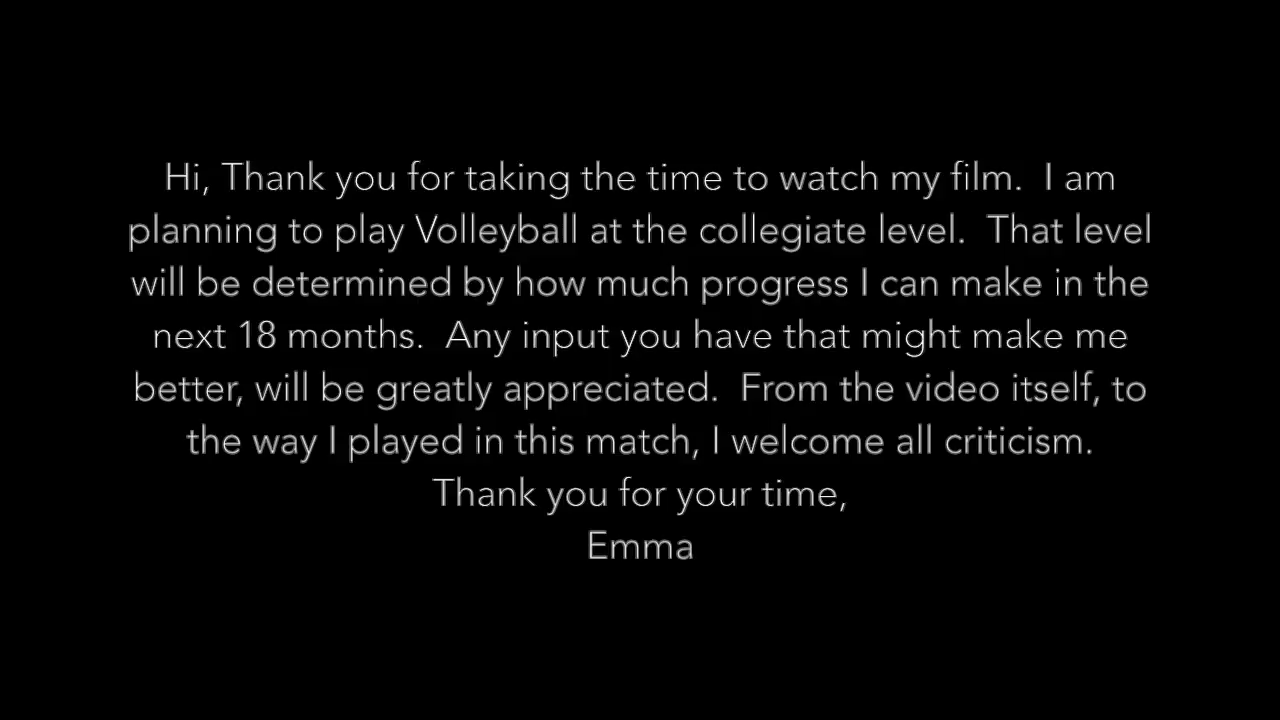 Hi, Thank you for taking the time to watch my film.  I am
planning to play Volleyball at the collegiate level.  That level
will be determined by how much progress I can make in the
next 18 months.  Any input you have that might make me
better, will be greatly appreciated.  From the video itself, to
the way I played in this match, I welcome all criticism.
Thank you for your time,
Emma